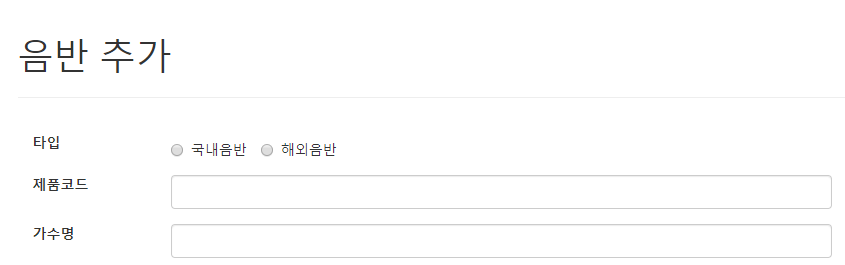 음반 추가
타입
국내음반 해외음반
제품코드
가수명